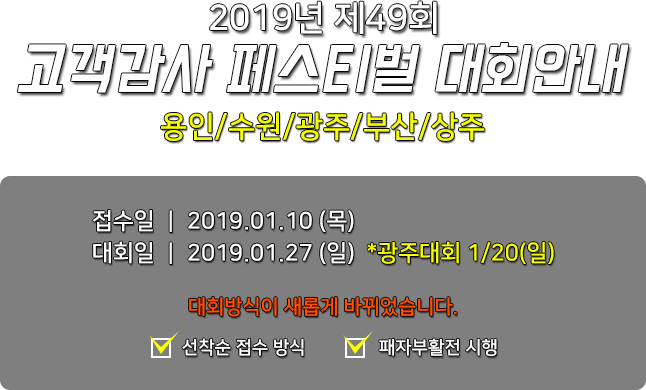 2019년 제49회
고객감사 페스티벌 대회안내
용인/수원/광주/부산/상주
접수일 | 2019.01.10 (목)
대회일 | 2019.01.27 (일) *광주대회 1/20(일)
대회방식이 새롭게 바뀌었습니다.
선착순 접수 방식 패자부활전 시행